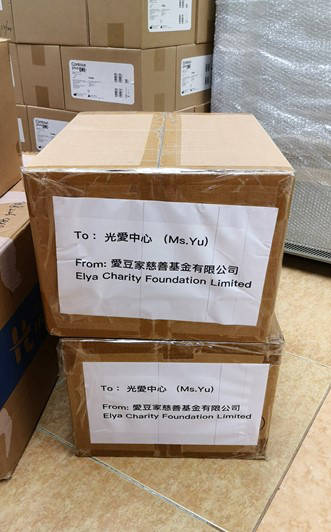 Contour
Contour
To： 光愛中心 （Ms.Yu）
From: 愛豆家慈善基金有限公司
Elya Charity Foundation Limited
To： 光愛中心 （Ms.Yu）
From: 愛豆家慈善基金有限公司
Elya Charity Foundation Limited